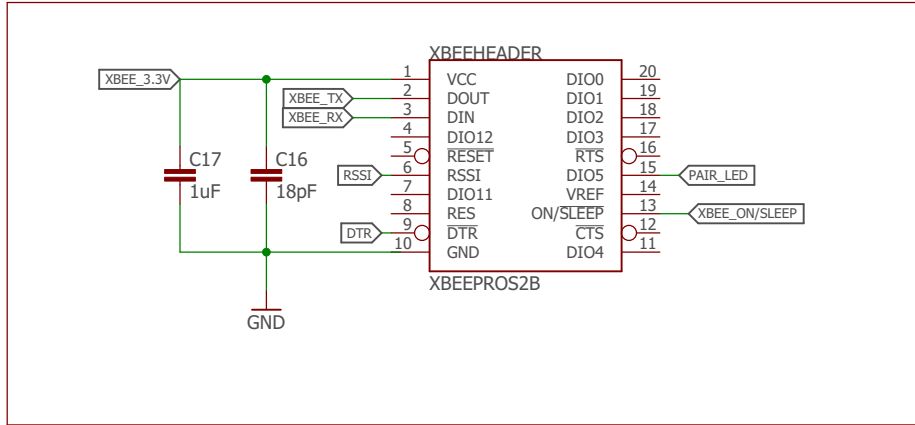 XBEEHEADER
XBEE_3.3V 1 VCC DIO0 20
XBEE_TX 2 DOUT DIO1 19
XBEE_RX 3 DIN DIO2 18
4 DIO12 DIO3 17
5 RESET RTS 16
RSSI 6 RSSI DIO5 15 PAIR_LED
7 DIO11 VREF 14
8 RES ON/SLEEP 13 XBEE_ON/SLEEP
DTR 9 DTR CTS 12
10 GND DIO4 11
XBEEPROS2B
C17
1uF
C16
18pF
GND